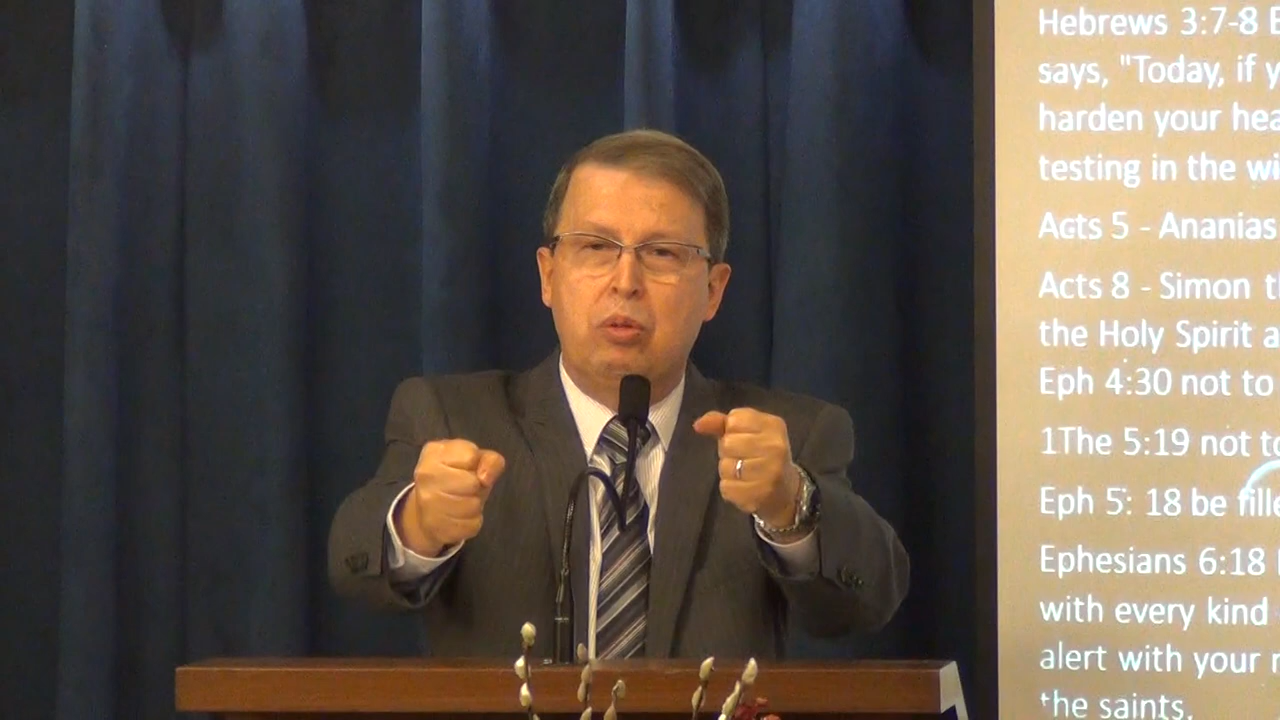 Hebrews 3:7-8
says, "Today, if
harden your
testing in the
Acts 5 - Ananias
Acts 8 - Simon
the Holy Spirit
Eph 4:30 not to
1The 5:19 not
Eph 5: 18 be
Ephesians 6:18
with every kind
alert with your
the saints.